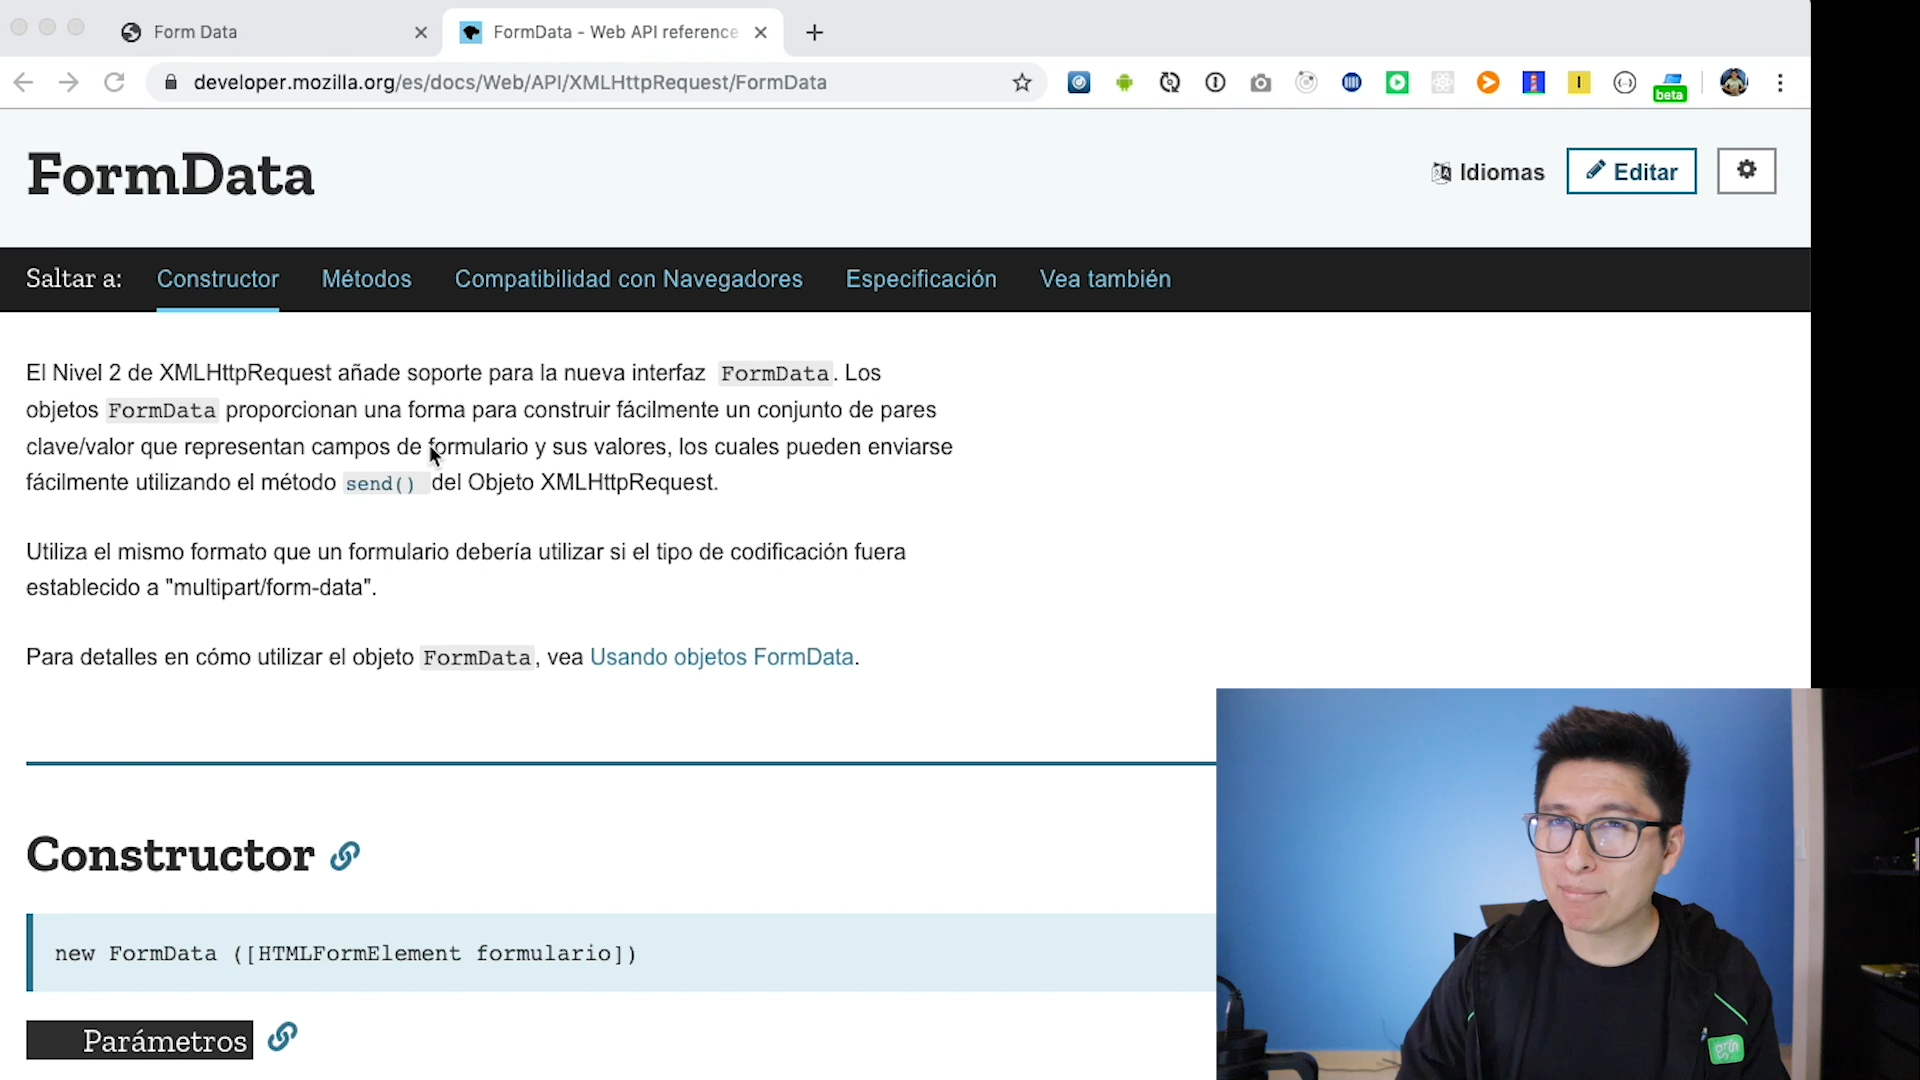 Form Data
FormData - Web API reference
developer.mozilla.org/es/docs/Web/API/XMLHttpRequest/FormData
beta
FormData
Idiomas
Editar
Saltar a: Constructor Métodos Compatibilidad con Navegadores Especificación Vea también
El Nivel 2 de XMLHttpRequest añade soporte para la nueva interfaz FormData. Los
objetos FormData proporcionan una forma para construir fácilmente un conjunto de pares
clave/valor que representan campos de formulario y sus valores, los cuales pueden enviarse
fácilmente utilizando el método send() del Objeto XMLHttpRequest.
Utiliza el mismo formato que un formulario debería utilizar si el tipo de codificación fuera
establecido a "multipart/form-data".
Para detalles en cómo utilizar el objeto FormData, vea Usando objetos FormData.
Constructor
new FormData ([HTMLFormElement formulario])
Parámetros